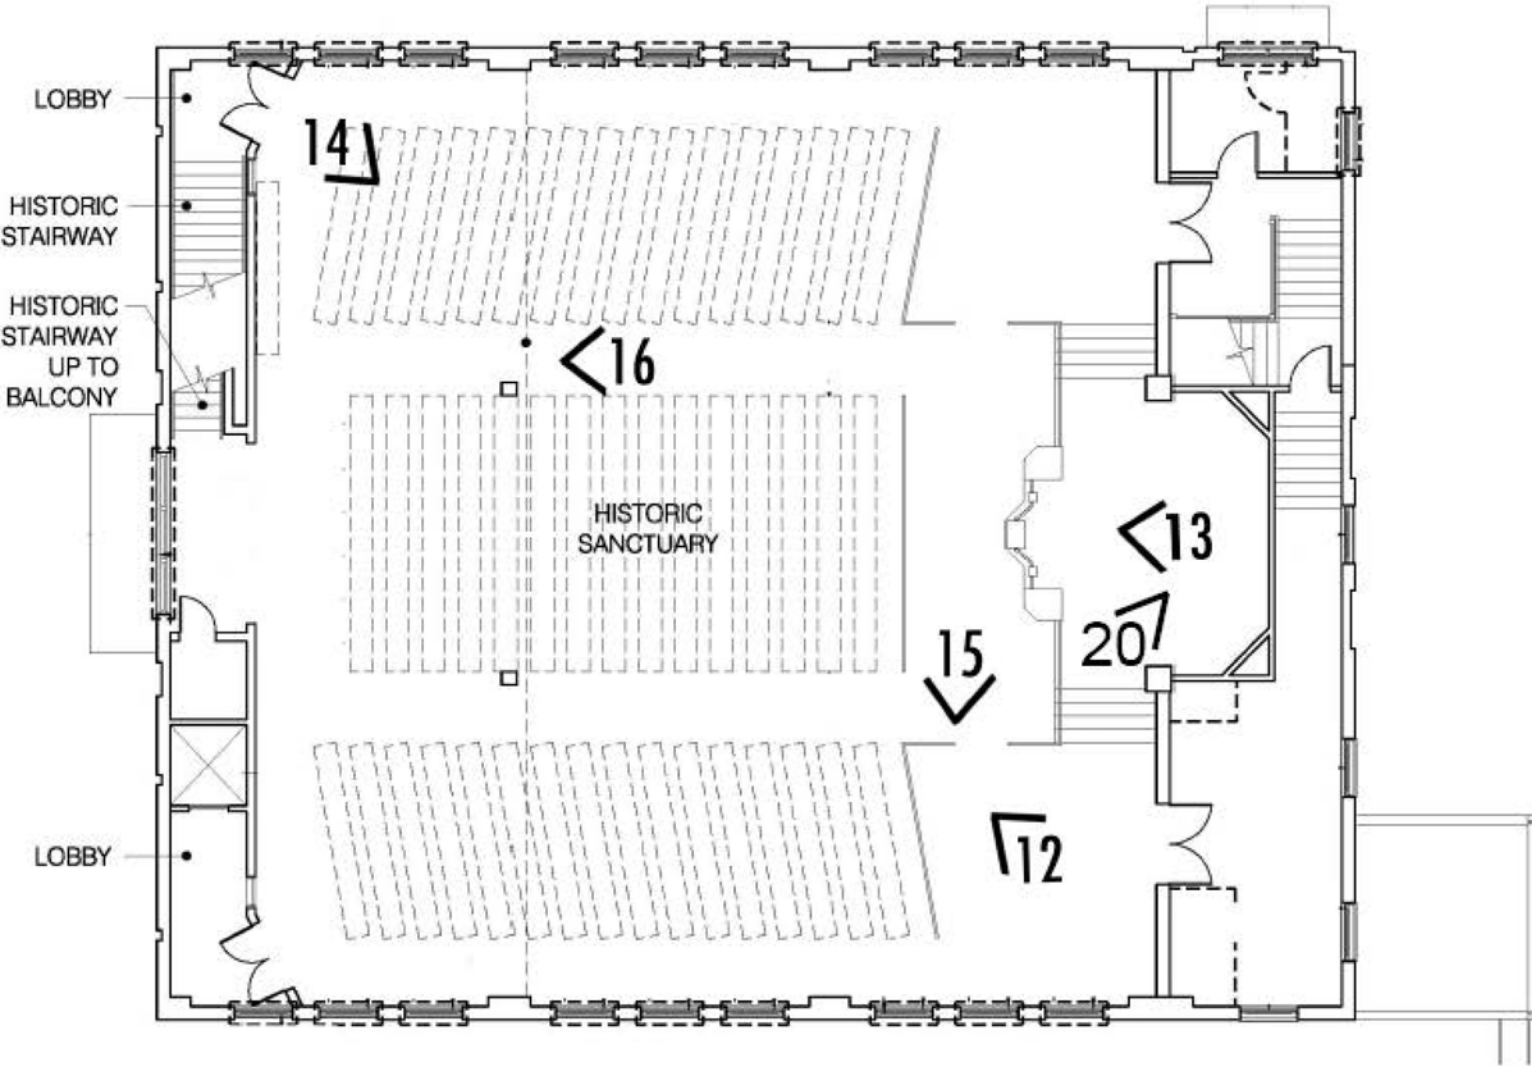 LOBBY
14
HISTORIC
STAIRWAY
HISTORIC
STAIRWAY
UP TO
BALCONY
16
HISTORIC
SANCTUARY
13
20
15
12
LOBBY